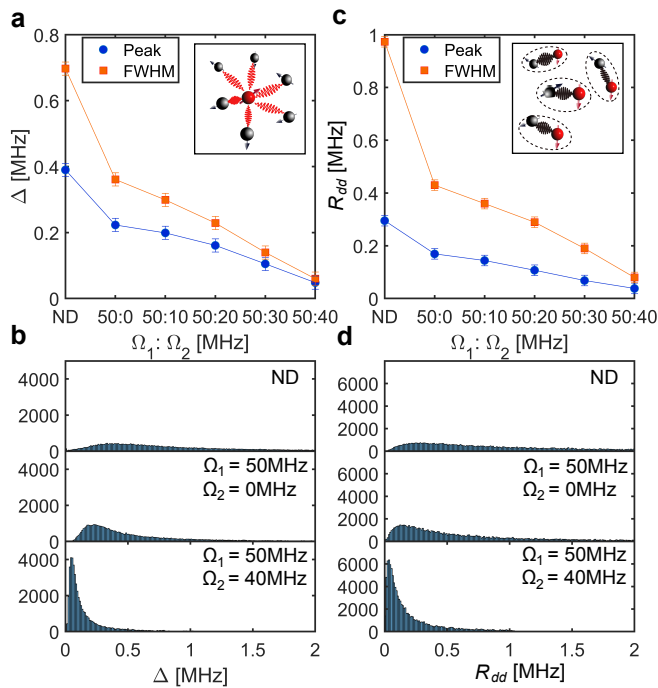 a
Peak
FWHM
Δ [MHz]
0.8
0.6
0.4
0.2
0
ND 50:0 50:10 50:20 50:30 50:40
Ω1: Ω2 [MHz]
c
Peak
FWHM
Rdd [MHz]
1
0.8
0.6
0.4
0.2
0
ND 50:0 50:10 50:20 50:30 50:40
Ω1: Ω2 [MHz]
b
ND
4000
2000
0
Ω1 = 50MHz
Ω2 = 0MHz
4000
2000
0
Ω1 = 50MHz
Ω2 = 40MHz
4000
2000
0
0 0.5 1 1.5 2
Δ [MHz]
d
ND
6000
4000
2000
0
Ω1 = 50MHz
Ω2 = 0MHz
6000
4000
2000
0
Ω1 = 50MHz
Ω2 = 40MHz
6000
4000
2000
0
0 0.5 1 1.5 2
Rdd [MHz]